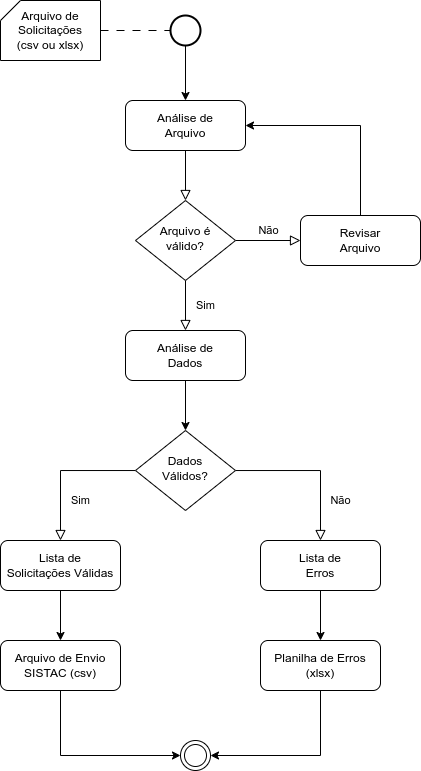 Arquivo de
Solicitações
(csv ou xlsx)
Análise de
Arquivo
Arquivo é
válido?
Não
Revisar
Arquivo
Sim
Análise de
Dados
Dados
Válidos?
Sim
Não
Lista de
Solicitações Válidas
Lista de
Erros
Arquivo de Envio
SISTAC (csv)
Planilha de Erros
(xlsx)